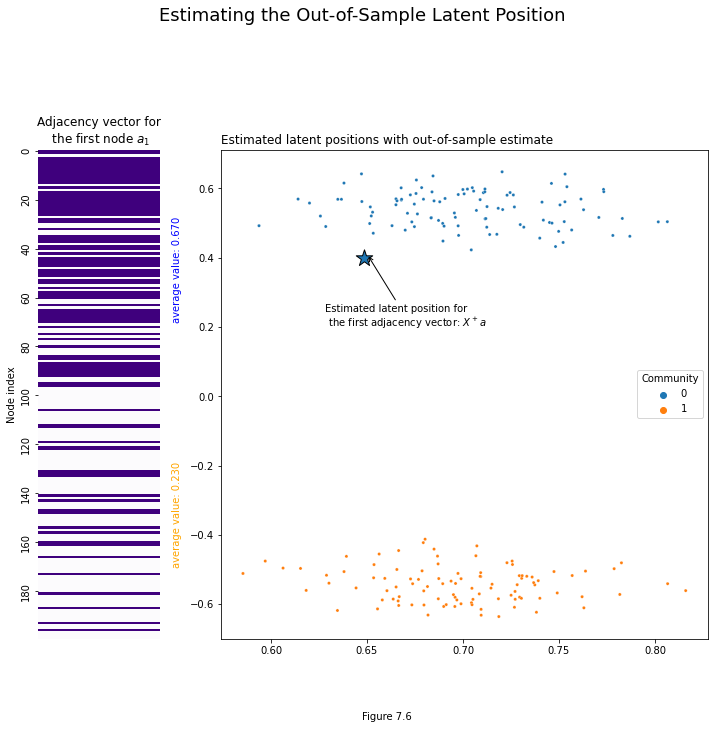 Estimating the Out-of-Sample Latent Position
Adjacency vector for
the first node a₁
Estimated latent positions with out-of-sample estimate
Node index
0
20
40
60
80
100
120
140
160
180
average value: 0.670
average value: 0.230
0.6
0.4
0.2
0.0
−0.2
−0.4
−0.6
Estimated latent position for
the first adjacency vector: X⁺a
Community
0
1
0.60
0.65
0.70
0.75
0.80
Figure 7.6